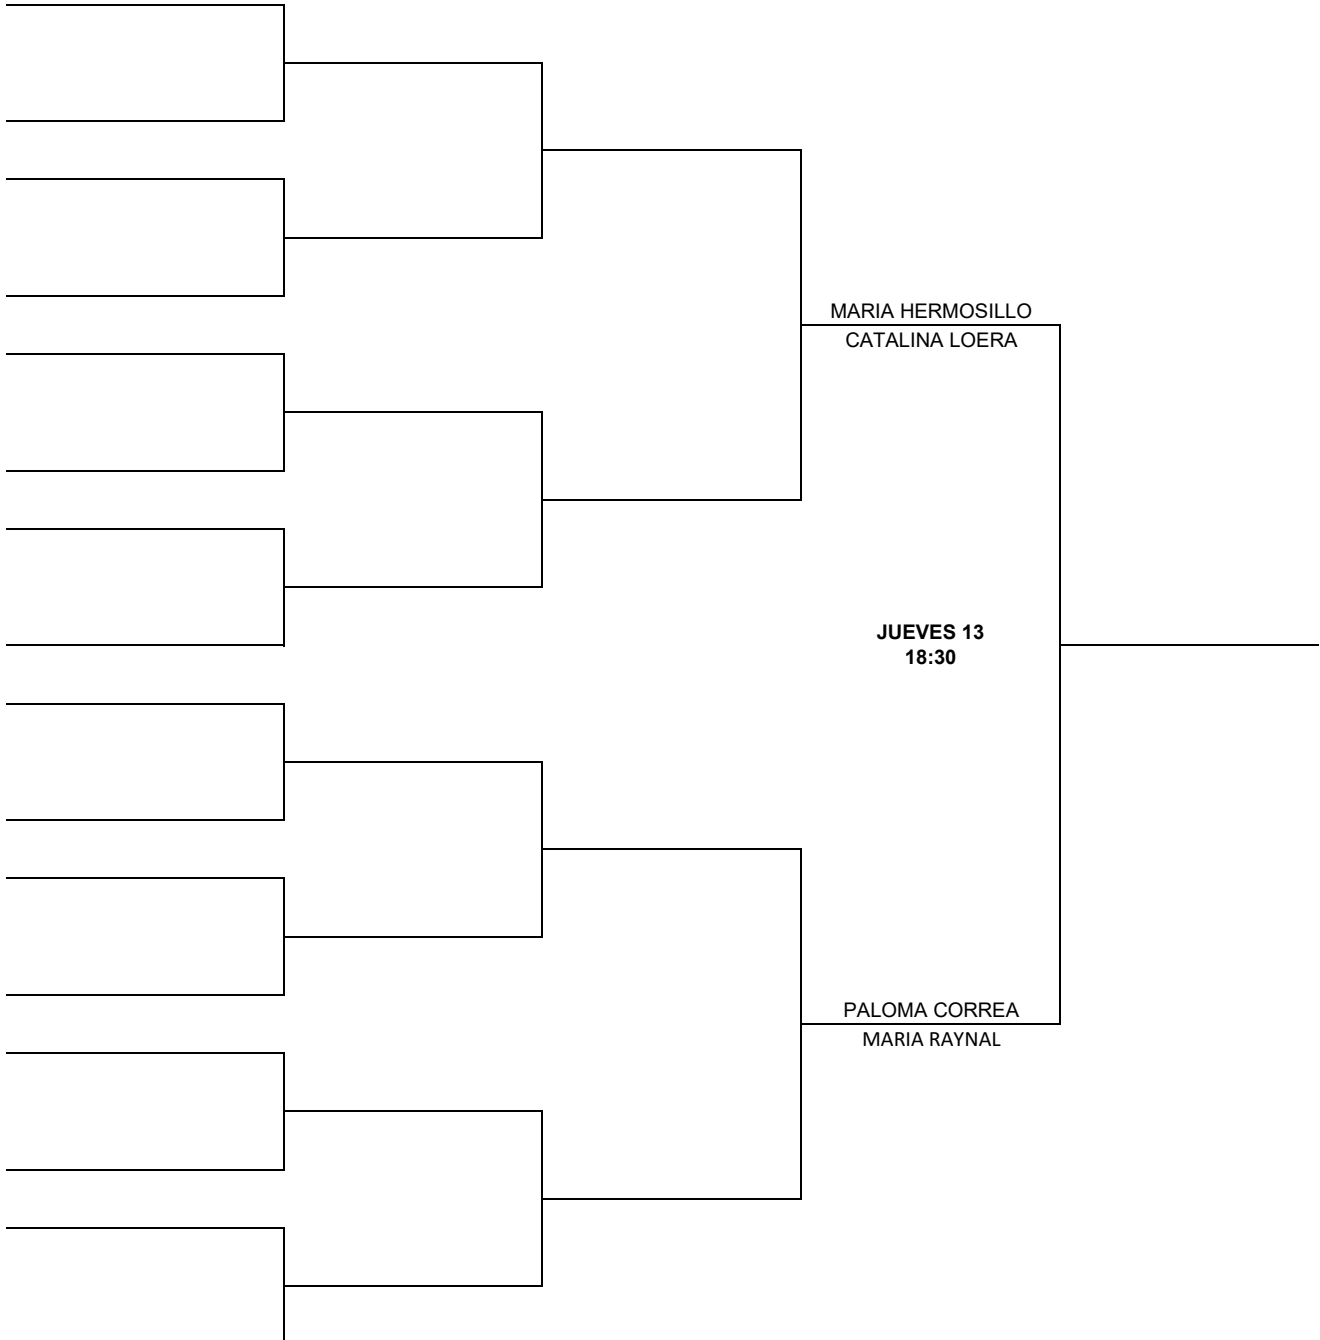 MARIA HERMOSILLO
CATALINA LOERA
JUEVES 13
18:30
PALOMA CORREA
MARIA RAYNAL